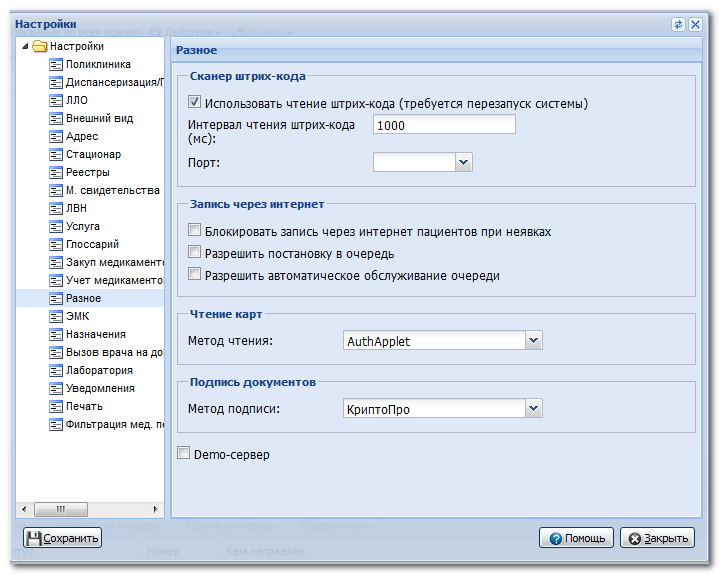 Настройки
Настройки
Поликлиника
Диспансеризация/П
ЛЛО
Внешний вид
Адрес
Стационар
Реестры
М. свидетельства
ЛВН
Услуга
Глоссарий
Закуп медикаменто
Учет медикаменто
Разное
ЭМК
Назначения
Вызов врача на до
Лаборатория
Уведомления
Печать
Фильтрация мед. п
Разное
Сканер штрих-кода
Использовать чтение штрих-кода (требуется перезапуск системы)
Интервал чтения штрих-кода
(мс):
1000
Порт:
Запись через интернет
Блокировать запись через интернет пациентов при неявках
Разрешить постановку в очередь
Разрешить автоматическое обслуживание очереди
Чтение карт
Метод чтения:
AuthApplet
Подпись документов
Метод подписи:
КриптоПро
Demo-сервер
Сохранить
Помощь
Закрыть
Номер
Кем направлен